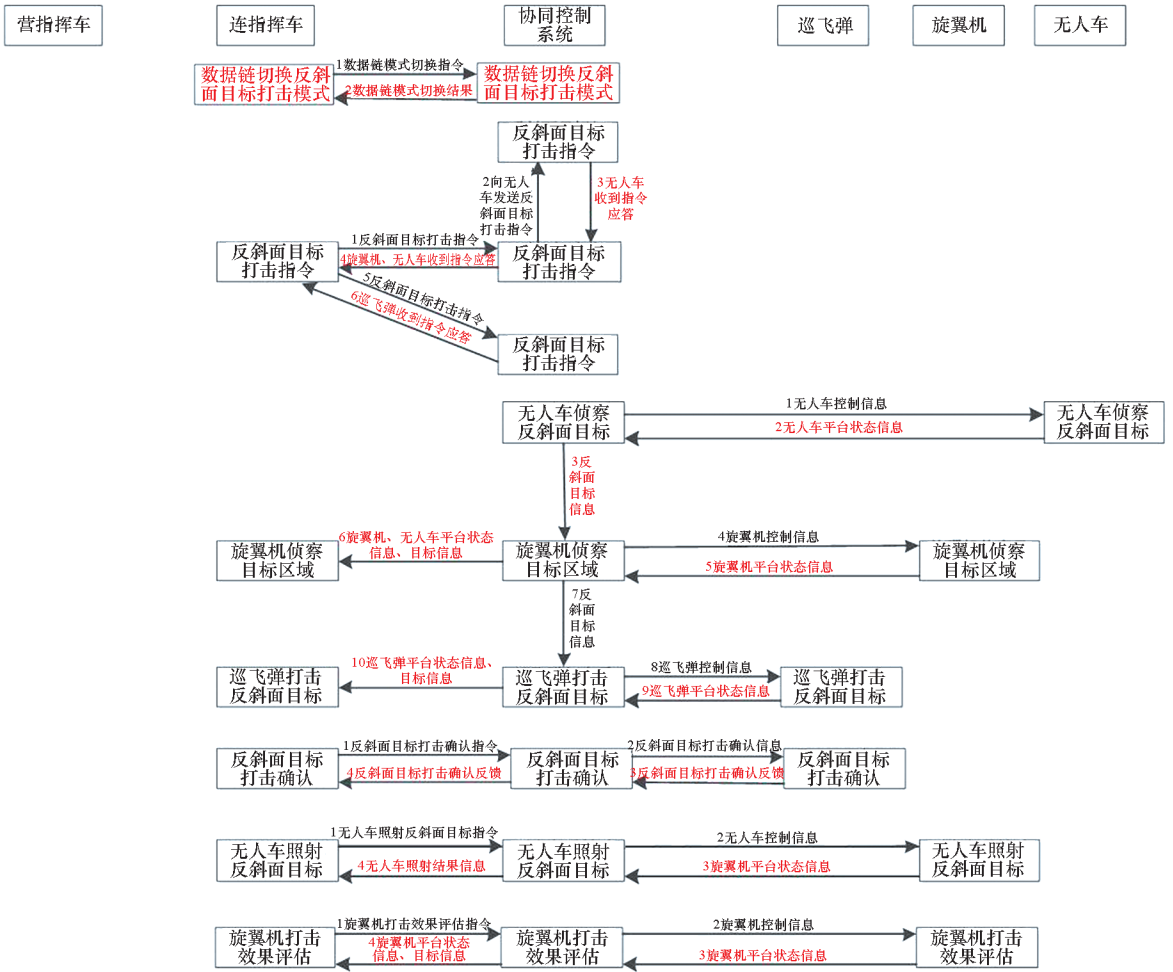 营指挥车
连指挥车
协同控制
系统
巡飞弹
旋翼机
无人车
数据链切换反斜
面目标打击模式
1数据链模式切换指令
2数据链模式切换结果
数据链切换反斜
面目标打击模式
反斜面目标
打击指令
2向无人
车发送反
斜面目标
打击指令
3无人车
收到指令
应答
反斜面目标
打击指令
1反斜面目标打击指令
4旋翼机、无人车收到指令应答
反斜面目标
打击指令
5反斜面目标打击指令
6巡飞弹收到指令应答
反斜面目标
打击指令
无人车侦察
反斜面目标
1无人车控制信息
2无人车平台状态信息
无人车侦察
反斜面目标
3反
斜面
目标
信息
旋翼机侦察
目标区域
6旋翼机、无人车平台状态
信息、目标信息
旋翼机侦察
目标区域
4旋翼机控制信息
5旋翼机平台状态信息
旋翼机侦察
目标区域
7反
斜面
目标
信息
巡飞弹打击
反斜面目标
10巡飞弹平台状态信息、
目标信息
巡飞弹打击
反斜面目标
8巡飞弹控制信息
9巡飞弹平台状态信息
巡飞弹打击
反斜面目标
反斜面目标
打击确认
1反斜面目标打击确认指令
4反斜面目标打击确认反馈
反斜面目标
打击确认
2反斜面目标打击确认信息
3反斜面目标打击确认反馈
反斜面目标
打击确认
无人车照射
反斜面目标
1无人车照射反斜面目标指令
4无人车照射结果信息
无人车照射
反斜面目标
2无人车控制信息
3旋翼机平台状态信息
无人车照射
反斜面目标
旋翼机打击
效果评估
1旋翼机打击效果评估指令
4旋翼机平台状态
信息、目标信息
旋翼机打击
效果评估
2旋翼机控制信息
3旋翼机平台状态信息
旋翼机打击
效果评估